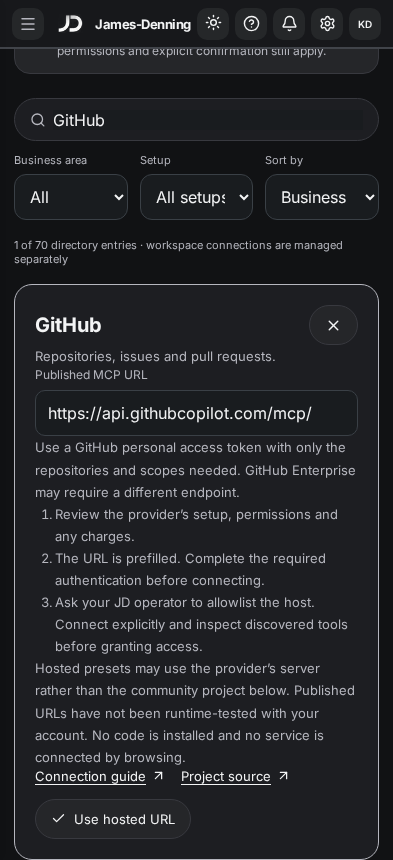 JD James-Denning KD
permissions and explicit confirmation still apply.
GitHub
Business area Setup Sort by
All All setups Business
1 of 70 directory entries · workspace connections are managed
separately
GitHub
Repositories, issues and pull requests.
Published MCP URL
https://api.githubcopilot.com/mcp/
Use a GitHub personal access token with only the
repositories and scopes needed. GitHub Enterprise
may require a different endpoint.
1. Review the provider’s setup, permissions and
any charges.
2. The URL is prefilled. Complete the required
authentication before connecting.
3. Ask your JD operator to allowlist the host.
Connect explicitly and inspect discovered tools
before granting access.
Hosted presets may use the provider’s server
rather than the community project below. Published
URLs have not been runtime-tested with your
account. No code is installed and no service is
connected by browsing.
Connection guide Project source
Use hosted URL